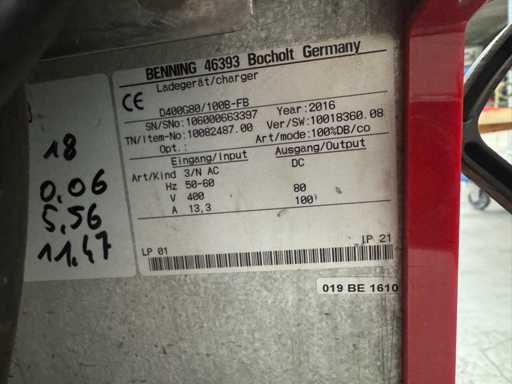 BENNING 46393 Bocholt Germany
Ladegerät/charger
CE
D400G80/100B-FB
SN/SNo: 106000663397 Year: 2016
TN/Item-No: 10082487.00 Ver/SW: 10018360.08
Opt.: Art/mode: 100%DB/co
Eingang/Input Ausgang/Output
Art/Kind 3/N AC DC
Hz 50-60
V 400 80
A 13,3 100
LP 01 IP 21
019 BE 1610
18
0,06
5,56
11,47